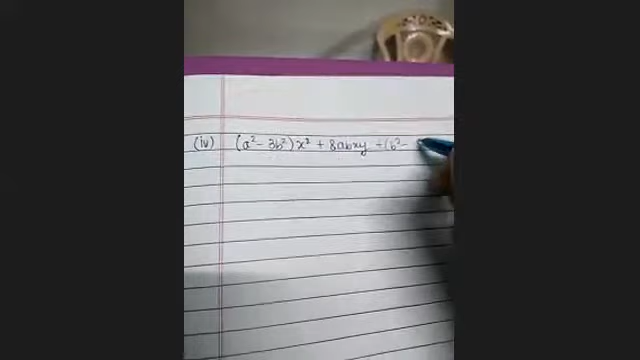 (iv) (a² - 3b²) x² + 8abxy + (b² -